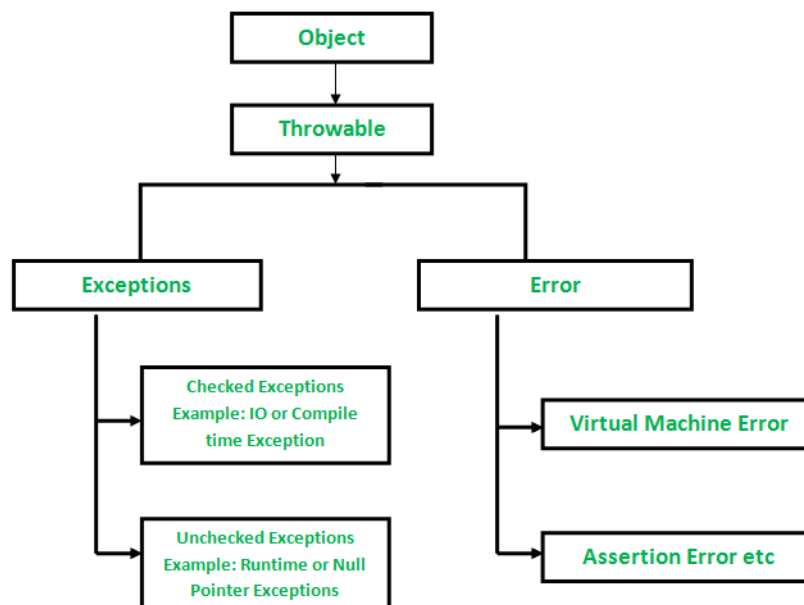 Object
Throwable
Exceptions
Error
Checked Exceptions
Example: IO or Compile
time Exception
Virtual Machine Error
Unchecked Exceptions
Example: Runtime or Null
Pointer Exceptions
Assertion Error etc